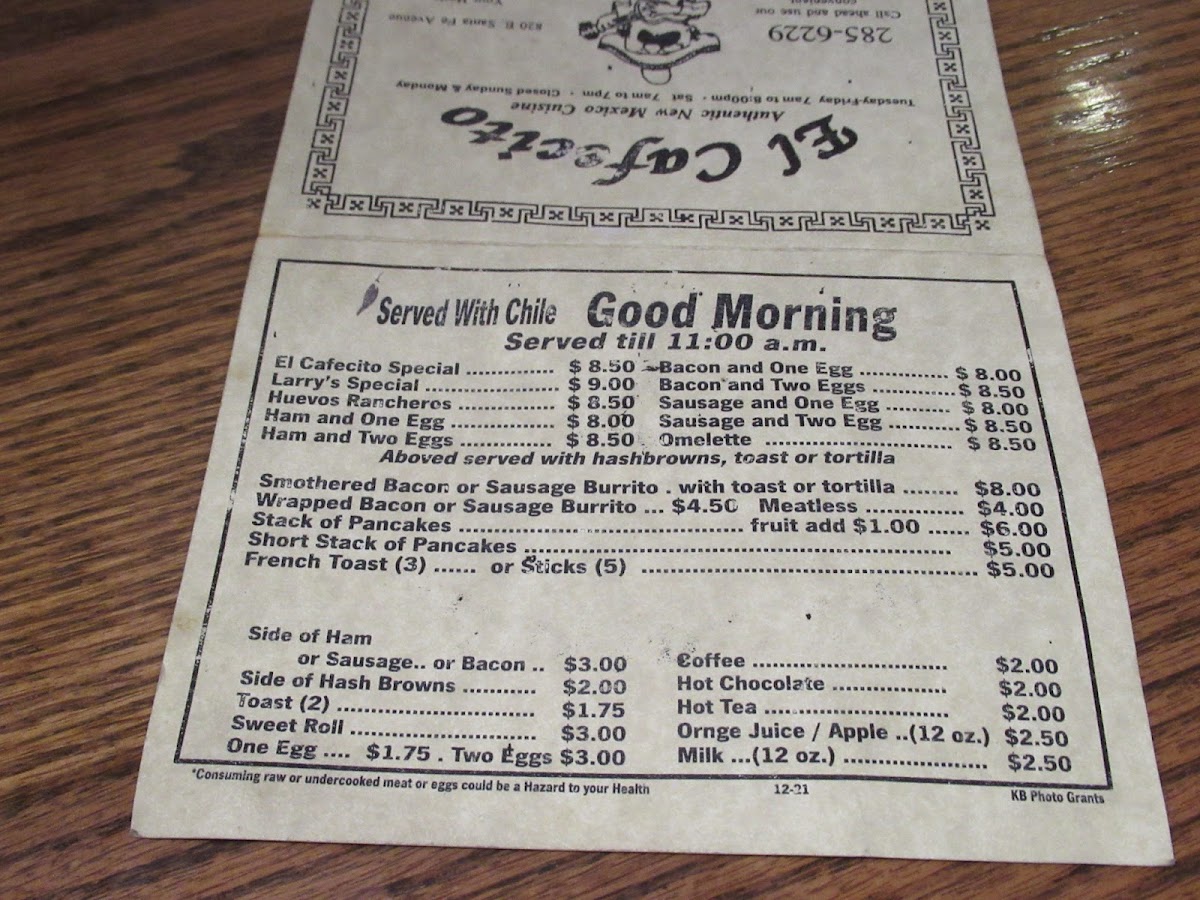 El Cafecito
Authentic New Mexico Cuisine
Tuesday-Friday 7am to 8:00pm · Sat 7am to 7pm · Closed Sunday & Monday
285-6229
Call ahead and use our
convenient
820 E. Santa Fe Avenue
Served With Chile Good Morning
Served till 11:00 a.m.
El Cafecito Special ............. $ 8.50
Larry's Special .................... $ 9.00
Huevos Rancheros .............. $ 8.50
Ham and One Egg ................ $ 8.00
Ham and Two Eggs ............. $ 8.50
Bacon and One Egg ............. $ 8.00
Bacon and Two Eggs ................ $ 8.50
Sausage and One Egg .......... $ 8.00
Sausage and Two Egg ........... $ 8.50
Omelette ........................... $ 8.50
Aboved served with hashbrowns, toast or tortilla
Smothered Bacon or Sausage Burrito . with toast or tortilla ........ $8.00
Wrapped Bacon or Sausage Burrito ... $4.50 Meatless .............. $4.00
Stack of Pancakes ......................................... fruit add $1.00 ...... $6.00
Short Stack of Pancakes ............................................................. $5.00
French Toast (3) ...... or Sticks (5) ................................................ $5.00
Side of Ham
or Sausage.. or Bacon .. $3.00
Side of Hash Browns ........... $2.00
Toast (2) ............................. $1.75
Sweet Roll ........................... $3.00
One Egg .... $1.75 . Two Eggs $3.00
Coffee ............................ $2.00
Hot Chocolate ................ $2.00
Hot Tea .......................... $2.00
Ornge Juice / Apple ..(12 oz.) $2.50
Milk ...(12 oz.) .................... $2.50
*Consuming raw or undercooked meat or eggs could be a Hazard to your Health
12-21
KB Photo Grants